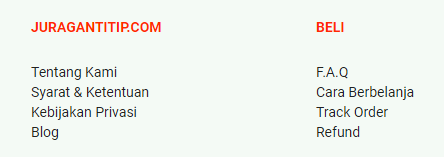 JURAGANTITIP.COM
Tentang Kami
Syarat & Ketentuan
Kebijakan Privasi
Blog
BELI
F.A.Q
Cara Berbelanja
Track Order
Refund